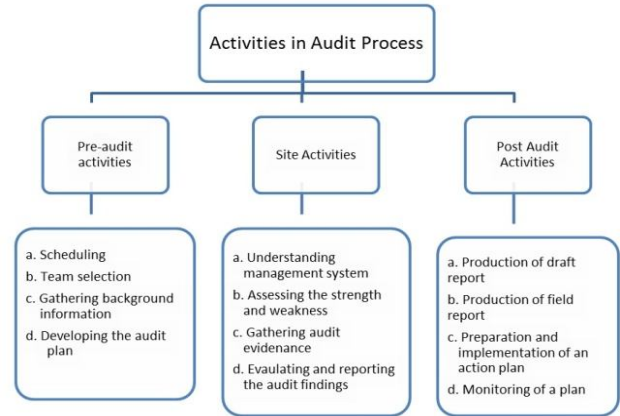 Activities in Audit Process
Pre-audit
activities
Site Activities
Post Audit
Activities
a. Scheduling
b. Team selection
c. Gathering background
information
d. Developing the audit
plan
a. Understanding
management system
b. Assessing the strength
and weakness
c. Gathering audit
evidenance
d. Evaulating and reporting
the audit findings
a. Production of draft
report
b. Production of field
report
c. Preparation and
implementation of an
action plan
d. Monitoring of a plan